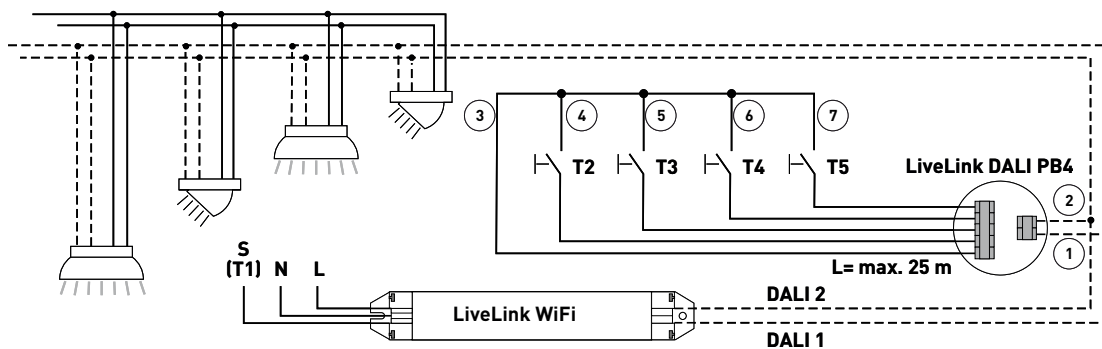 3
4
5
6
7
T2
T3
T4
T5
LiveLink DALI PB4
2
1
L= max. 25 m
S
(T1)
N
L
LiveLink WiFi
DALI 2
DALI 1